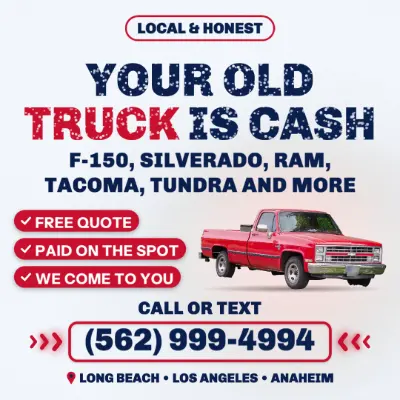 LOCAL & HONEST
YOUR OLD
TRUCK IS CASH
F-150, SILVERADO, RAM,
TACOMA, TUNDRA AND MORE
FREE QUOTE
PAID ON THE SPOT
WE COME TO YOU
CALL OR TEXT
(562) 999-4994
LONG BEACH • LOS ANGELES • ANAHEIM